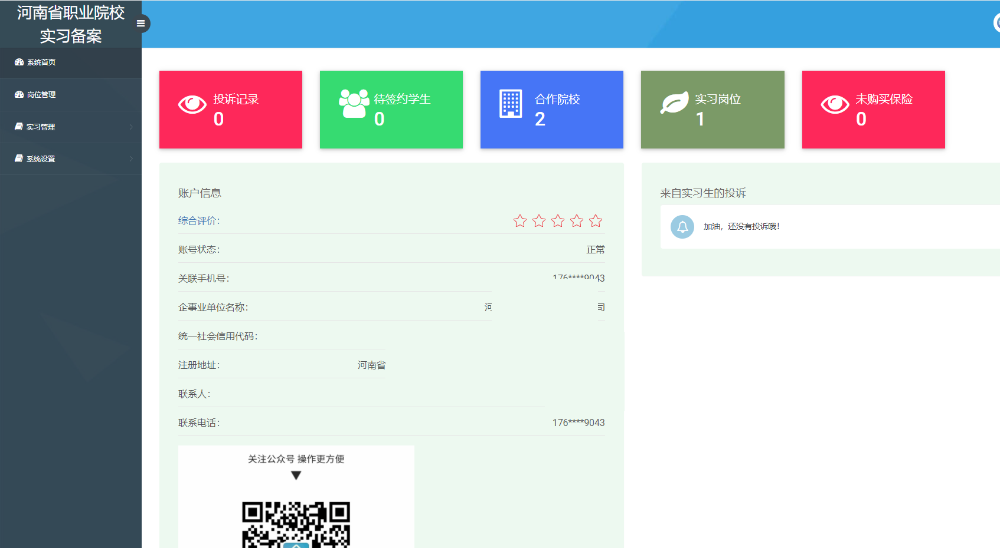 河南省职业院校
实习备案
系统首页
岗位管理
实习管理
系统设置
投诉记录
0
待签约学生
0
合作院校
2
实习岗位
1
未购买保险
0
账户信息
综合评价：
账号状态： 正常
关联手机号： 176****9043
企事业单位名称： 河 司
统一社会信用代码：
注册地址： 河南省
联系人：
联系电话： 176****9043
关注公众号 操作更方便
来自实习生的投诉
加油，还没有投诉哦！